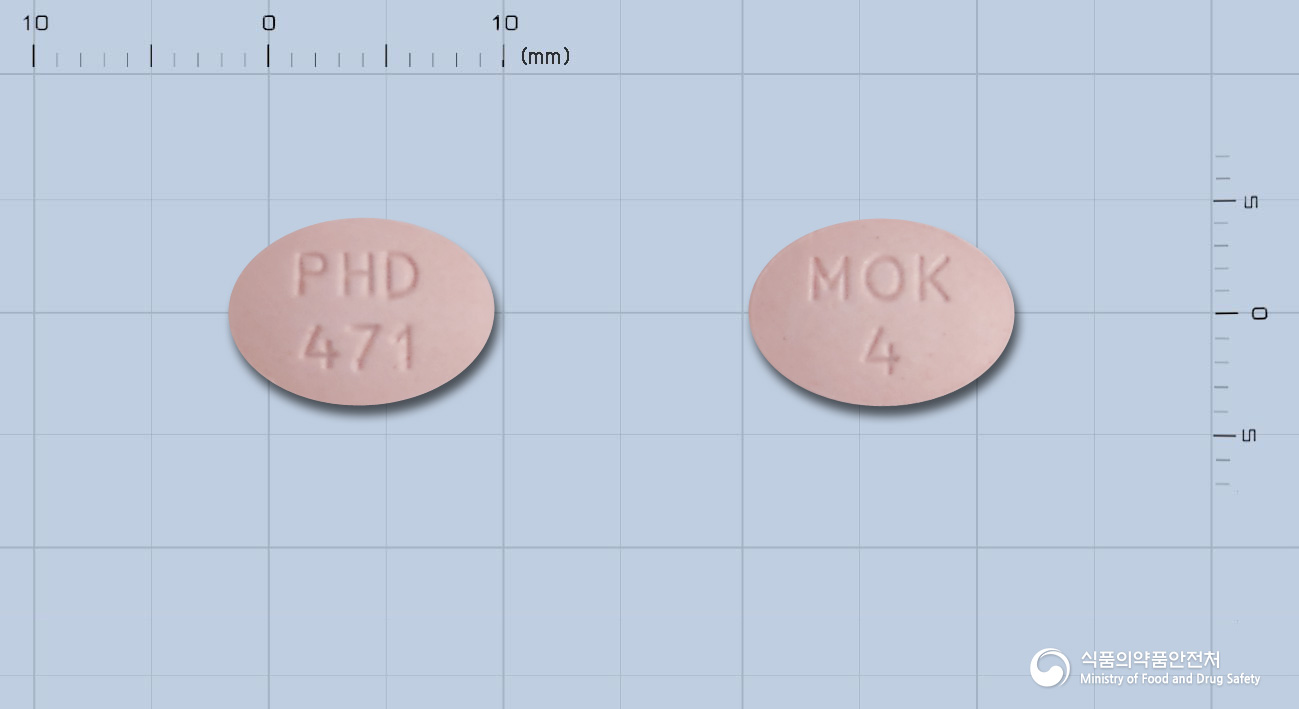 10 0 10
(mm)
PHD
471
MOK
4
5
0
5
식품의약품안전처
Ministry of Food and Drug Safety